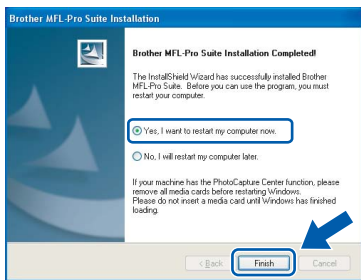 Brother MFL-Pro Suite Installation
Brother MFL-Pro Suite Installation Completed!
The InstallShield Wizard has successfully installed Brother
MFL-Pro Suite. Before you can use the program, you must
restart your computer.
Yes, I want to restart my computer now.
No, I will restart my computer later.
If your machine has the PhotoCapture Center function, please
remove all media cards before restarting Windows.
Please do not insert a media card until Windows has finished
loading.
< Back
Finish
Cancel